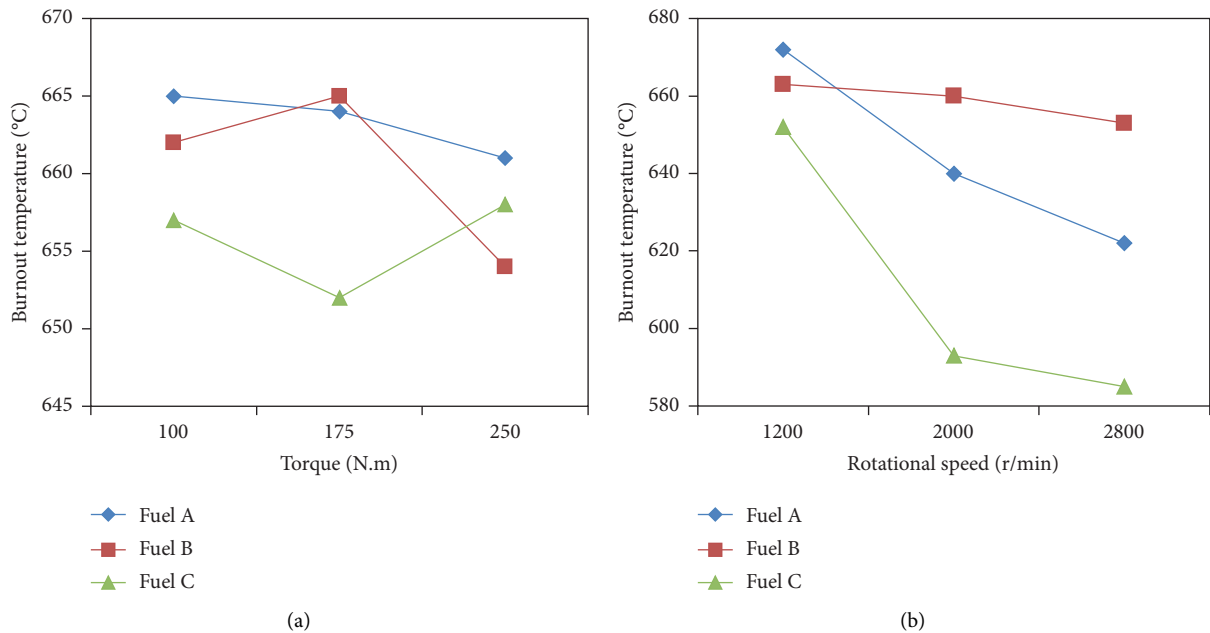 670
665
660
655
650
645
Burnout temperature (°C)
100 175 250
Torque (N.m)
Fuel A
Fuel B
Fuel C
(a)
680
660
640
620
600
580
Burnout temperature (°C)
1200 2000 2800
Rotational speed (r/min)
Fuel A
Fuel B
Fuel C
(b)